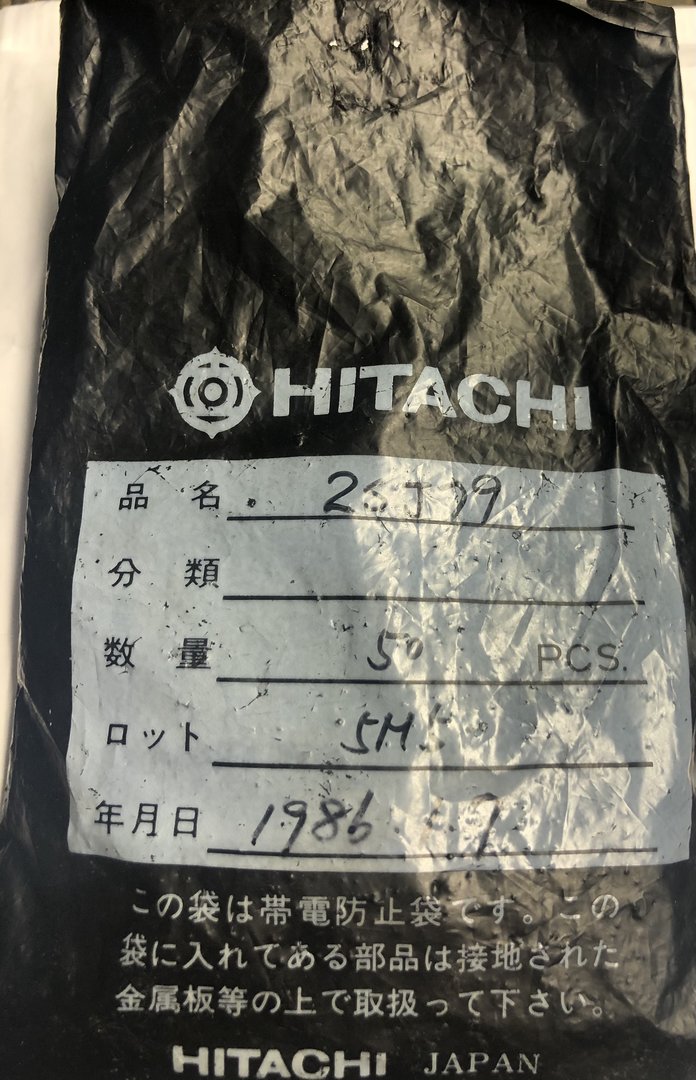 HITACHI
品名
分類
数量 50 PCS.
ロット
年月日 1986
この袋は帯電防止袋です。この
袋に入れてある部品は接地された
金属板等の上で取扱って下さい。
HITACHI JAPAN